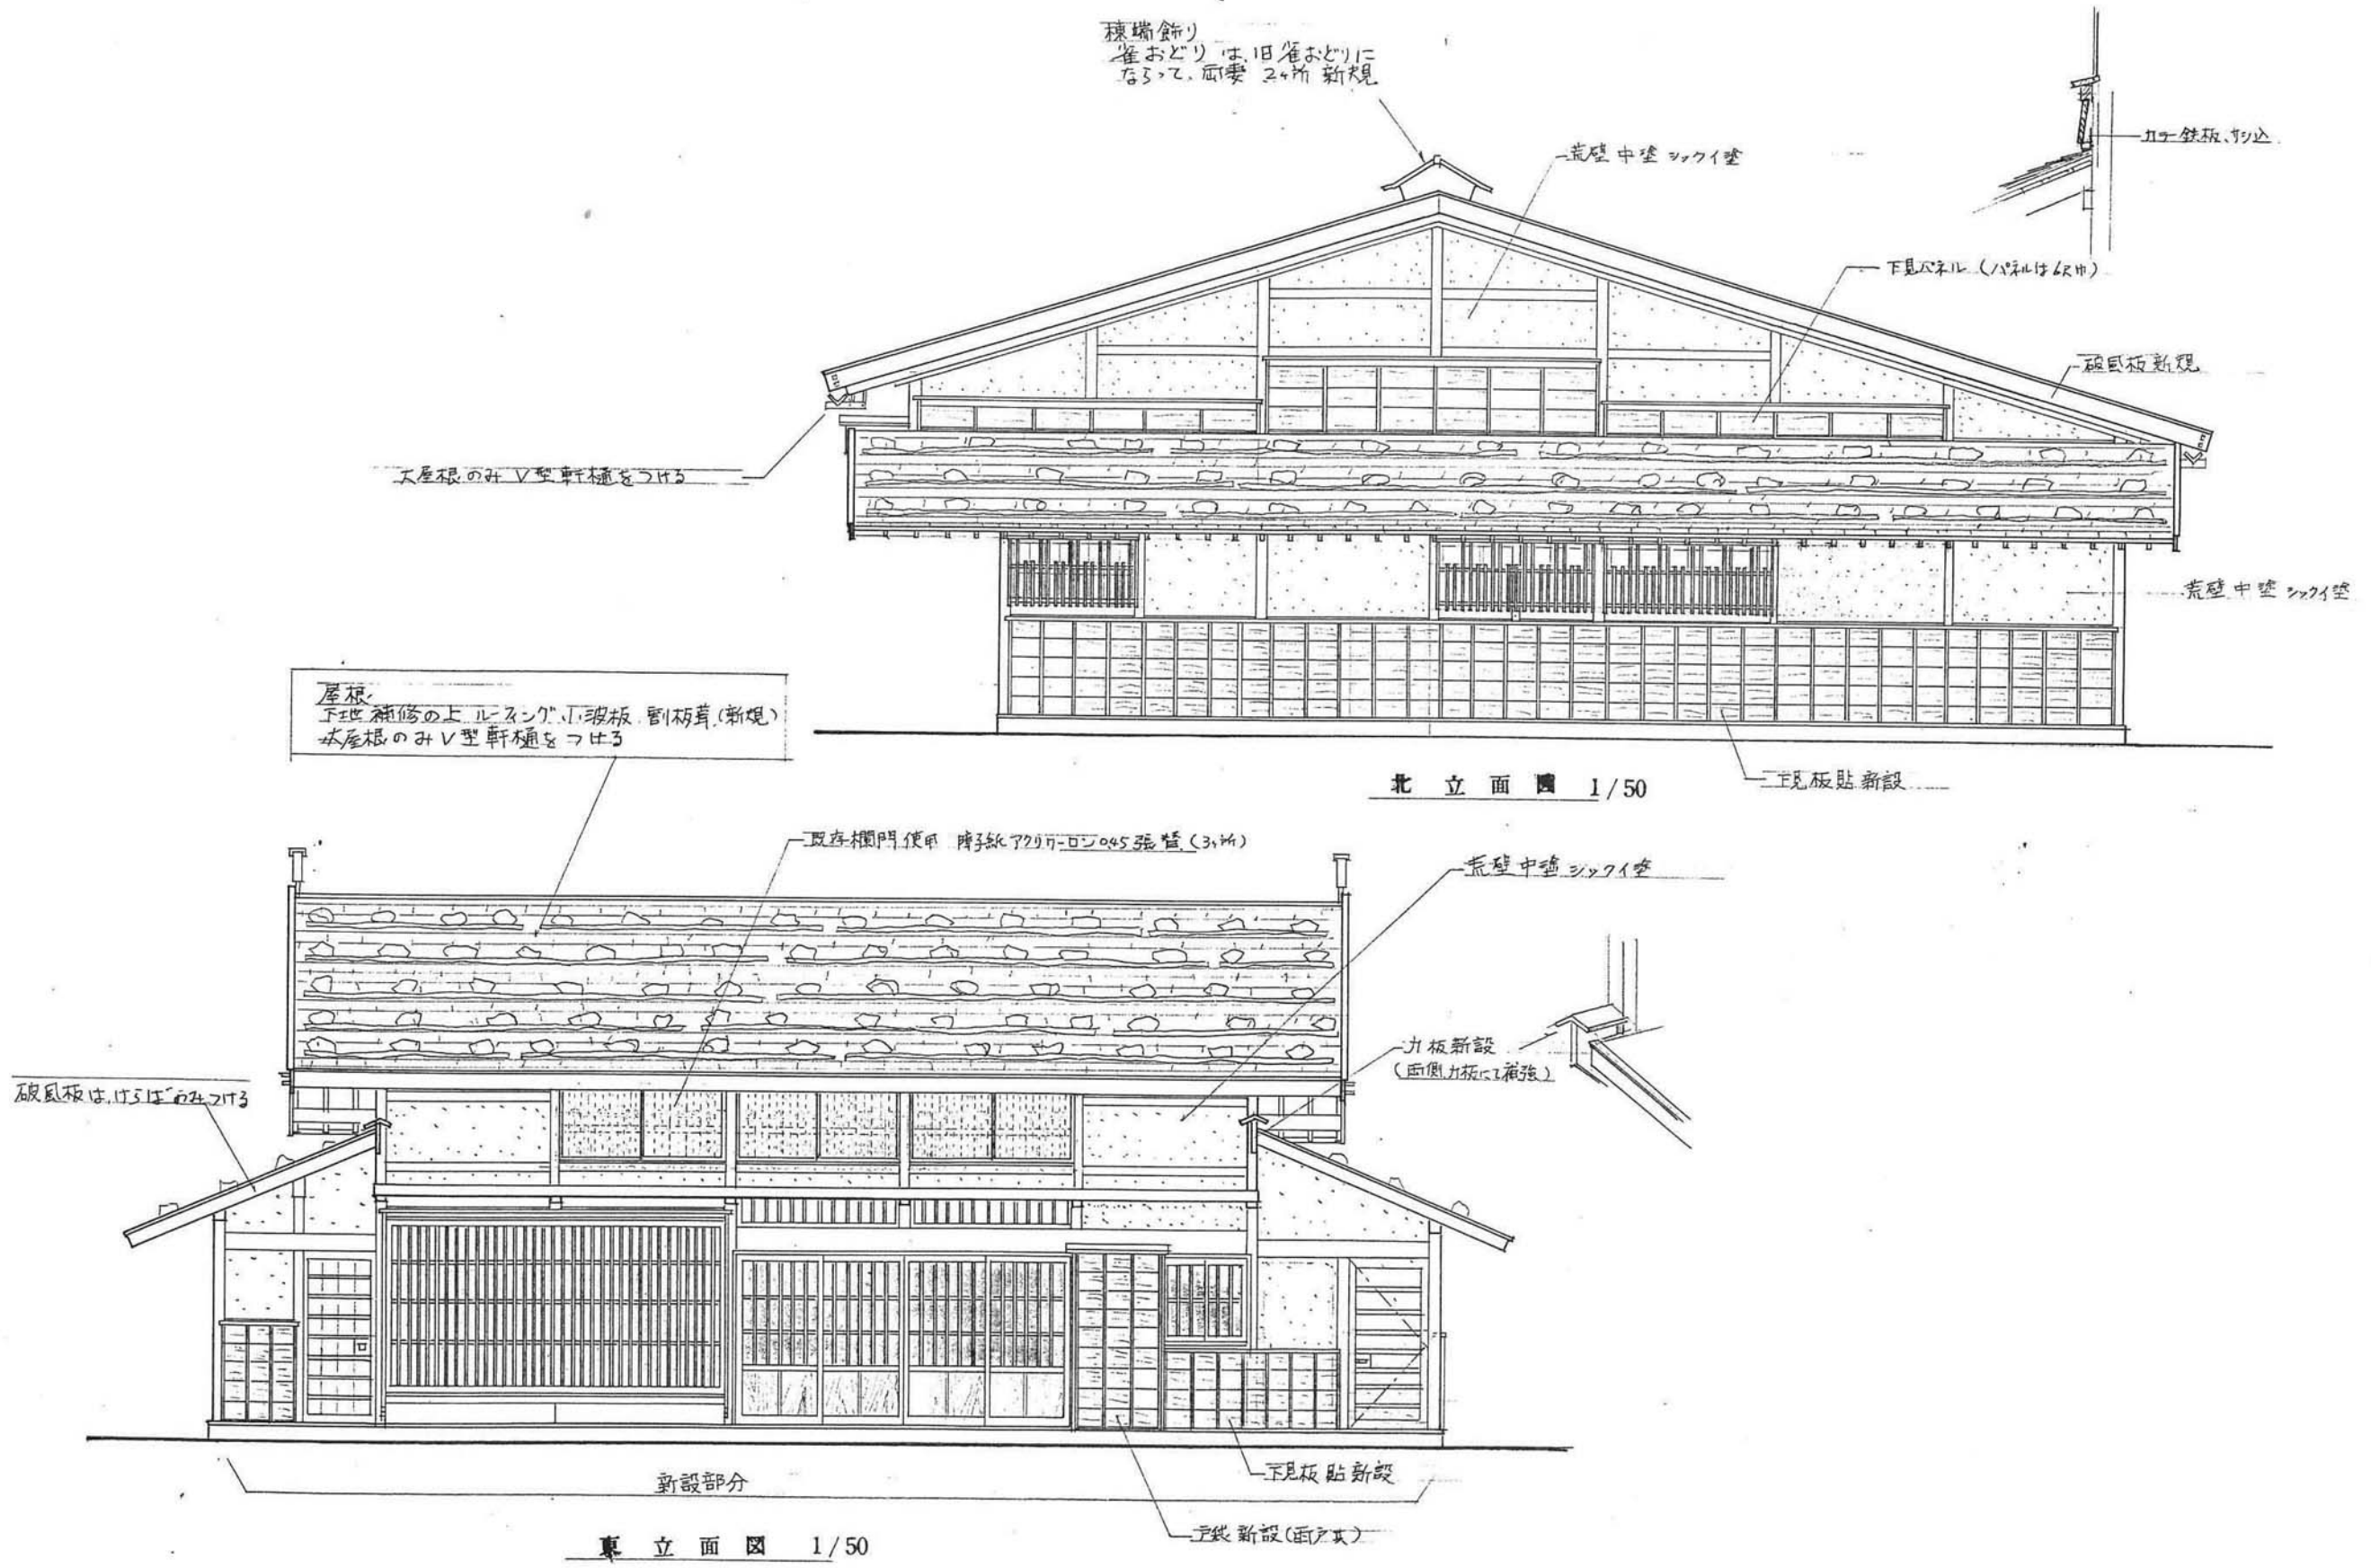 棟端飾り
雀おどり は、旧雀おどりに
ならって、両妻 2ヶ所 新規
荒壁中塗 シックイ塗
カラー鉄板、サシ込
下見パネル (パネルは6尺巾)
破風板新規
大屋根のみ V型軒樋をつける
荒壁中塗 シックイ塗
北立面圖 1/50
下見板貼新設
屋根
下地補修の上 ルーフィング、小波板、割板葺、(新規)
大屋根のみV型軒樋をつける
既存欄間使用 障子紙アクリワーロン0.45張替 (3ヶ所)
荒壁中塗シックイ塗
力板新設
(両側力板にて補強)
破風板は、けらばのみつける
新設部分
下見板貼新設
戸袋新設(雨戸共)
東立面図 1/50